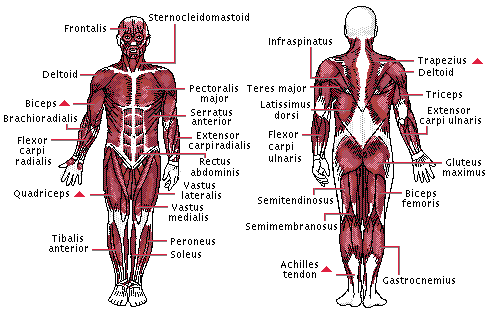 Frontalis
Sternocleidomastoid
Deltoid
Biceps
Brachioradialis
Flexor
carpi
radialis
Quadriceps
Tibalis
anterior
Pectoralis
major
Serratus
anterior
Extensor
carpiradialis
Rectus
abdominis
Vastus
lateralis
Vastus
medialis
Peroneus
Soleus
Infraspinatus
Teres major
Latissimus
dorsi
Flexor
carpi
ulnaris
Semitendinosus
Semimembranosus
Achilles
tendon
Trapezius
Deltoid
Triceps
Extensor
carpi ulnaris
Gluteus
maximus
Biceps
femoris
Gastrocnemius